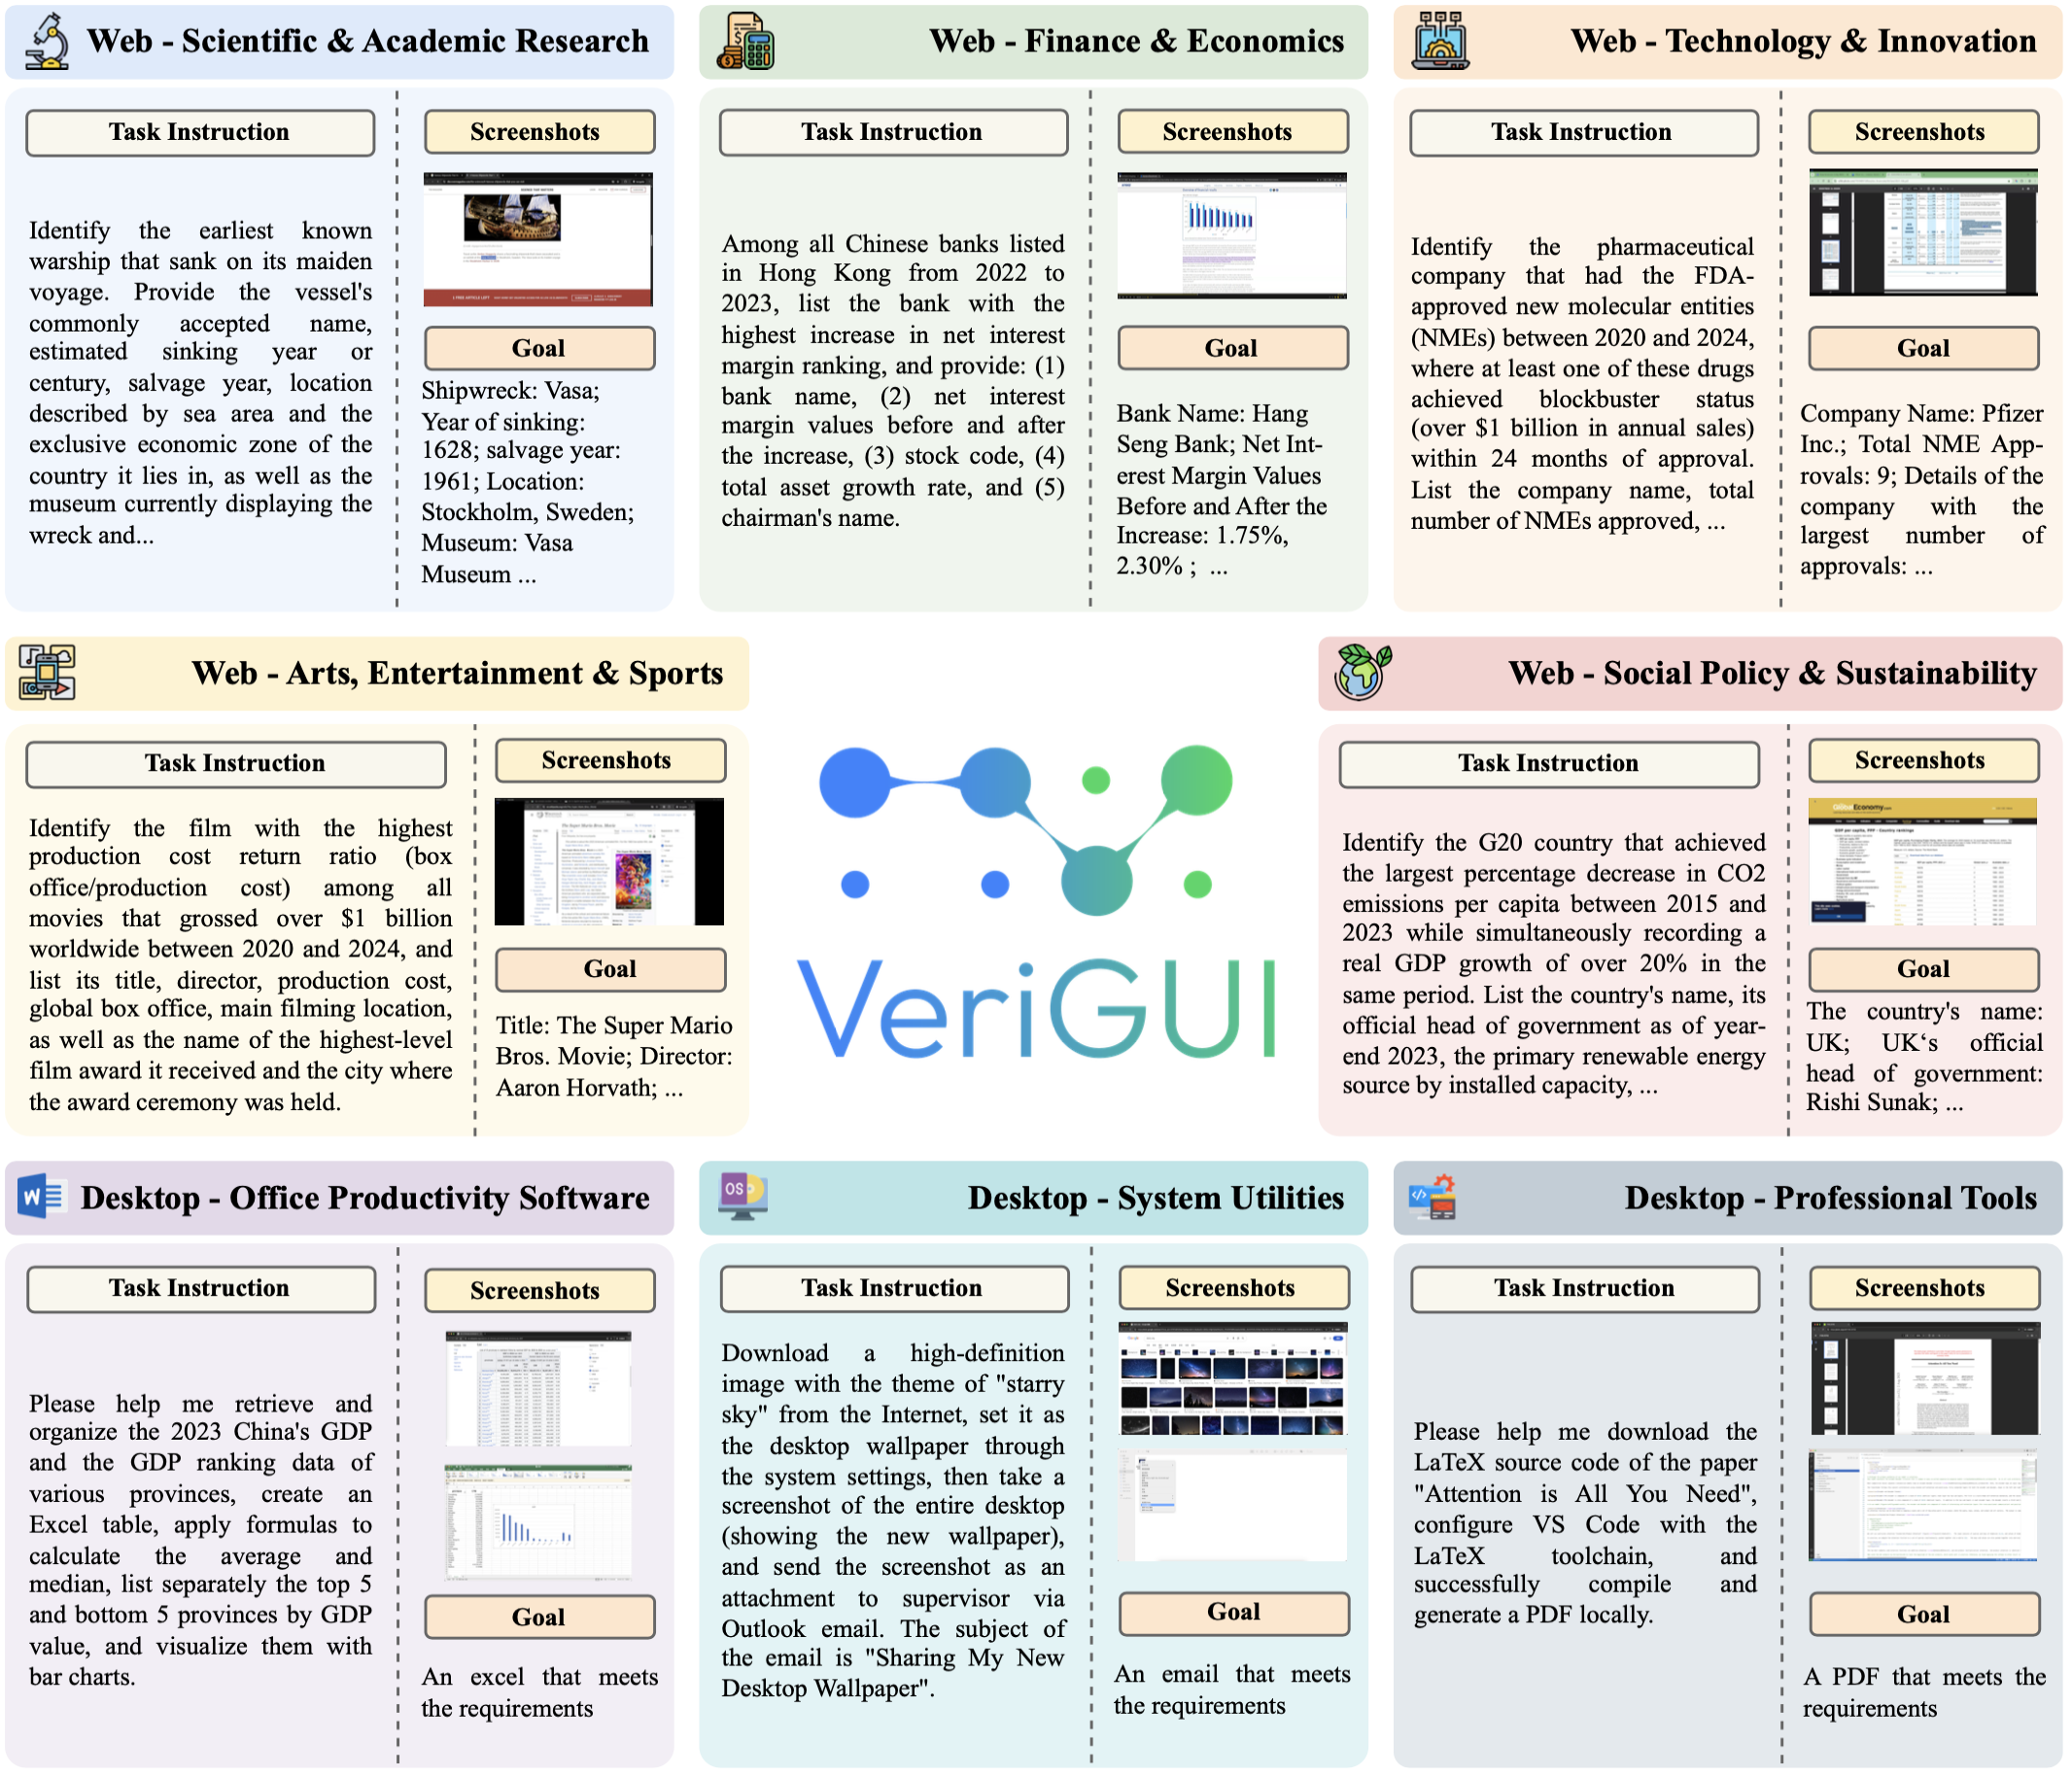 Web - Scientific & Academic Research
Task Instruction
Identify the earliest known
warship that sank on its maiden
voyage. Provide the vessel's
commonly accepted name,
estimated sinking year or
century, salvage year, location
described by sea area and the
exclusive economic zone of the
country it lies in, as well as the
museum currently displaying the
wreck and...
Screenshots
Goal
Shipwreck: Vasa;
Year of sinking:
1628; salvage year:
1961; Location:
Stockholm, Sweden;
Museum: Vasa
Museum ...
Web - Finance & Economics
Task Instruction
Among all Chinese banks listed
in Hong Kong from 2022 to
2023, list the bank with the
highest increase in net interest
margin ranking, and provide: (1)
bank name, (2) net interest
margin values before and after
the increase, (3) stock code, (4)
total asset growth rate, and (5)
chairman's name.
Screenshots
Goal
Bank Name: Hang
Seng Bank; Net Int-
erest Margin Values
Before and After the
Increase: 1.75%,
2.30% ; ...
Web - Technology & Innovation
Task Instruction
Identify the pharmaceutical
company that had the FDA-
approved new molecular entities
(NMEs) between 2020 and 2024,
where at least one of these drugs
achieved blockbuster status
(over $1 billion in annual sales)
within 24 months of approval.
List the company name, total
number of NMEs approved, ...
Screenshots
Goal
Company Name: Pfizer
Inc.; Total NME App-
rovals: 9; Details of the
company with the
largest number of
approvals: ...
Web - Arts, Entertainment & Sports
Task Instruction
Identify the film with the highest
production cost return ratio (box
office/production cost) among all
movies that grossed over $1 billion
worldwide between 2020 and 2024, and
list its title, director, production cost,
global box office, main filming location,
as well as the name of the highest-level
film award it received and the city where
the award ceremony was held.
Screenshots
Goal
Title: The Super Mario
Bros. Movie; Director:
Aaron Horvath; ...
VeriGUI
Web - Social Policy & Sustainability
Task Instruction
Identify the G20 country that achieved
the largest percentage decrease in CO2
emissions per capita between 2015 and
2023 while simultaneously recording a
real GDP growth of over 20% in the
same period. List the country's name, its
official head of government as of year-
end 2023, the primary renewable energy
source by installed capacity, ...
Screenshots
Goal
The country's name:
UK; UK‘s official
head of government:
Rishi Sunak; ...
Desktop - Office Productivity Software
Task Instruction
Please help me retrieve and
organize the 2023 China's GDP
and the GDP ranking data of
various provinces, create an
Excel table, apply formulas to
calculate the average and
median, list separately the top 5
and bottom 5 provinces by GDP
value, and visualize them with
bar charts.
Screenshots
Goal
An excel that meets
the requirements
OS
Desktop - System Utilities
Task Instruction
Download a high-definition
image with the theme of "starry
sky" from the Internet, set it as
the desktop wallpaper through
the system settings, then take a
screenshot of the entire desktop
(showing the new wallpaper),
and send the screenshot as an
attachment to supervisor via
Outlook email. The subject of
the email is "Sharing My New
Desktop Wallpaper".
Screenshots
Goal
An email that meets
the requirements
Desktop - Professional Tools
Task Instruction
Please help me download the
LaTeX source code of the paper
"Attention is All You Need",
configure VS Code with the
LaTeX toolchain, and
successfully compile and
generate a PDF locally.
Screenshots
Goal
A PDF that meets the
requirements